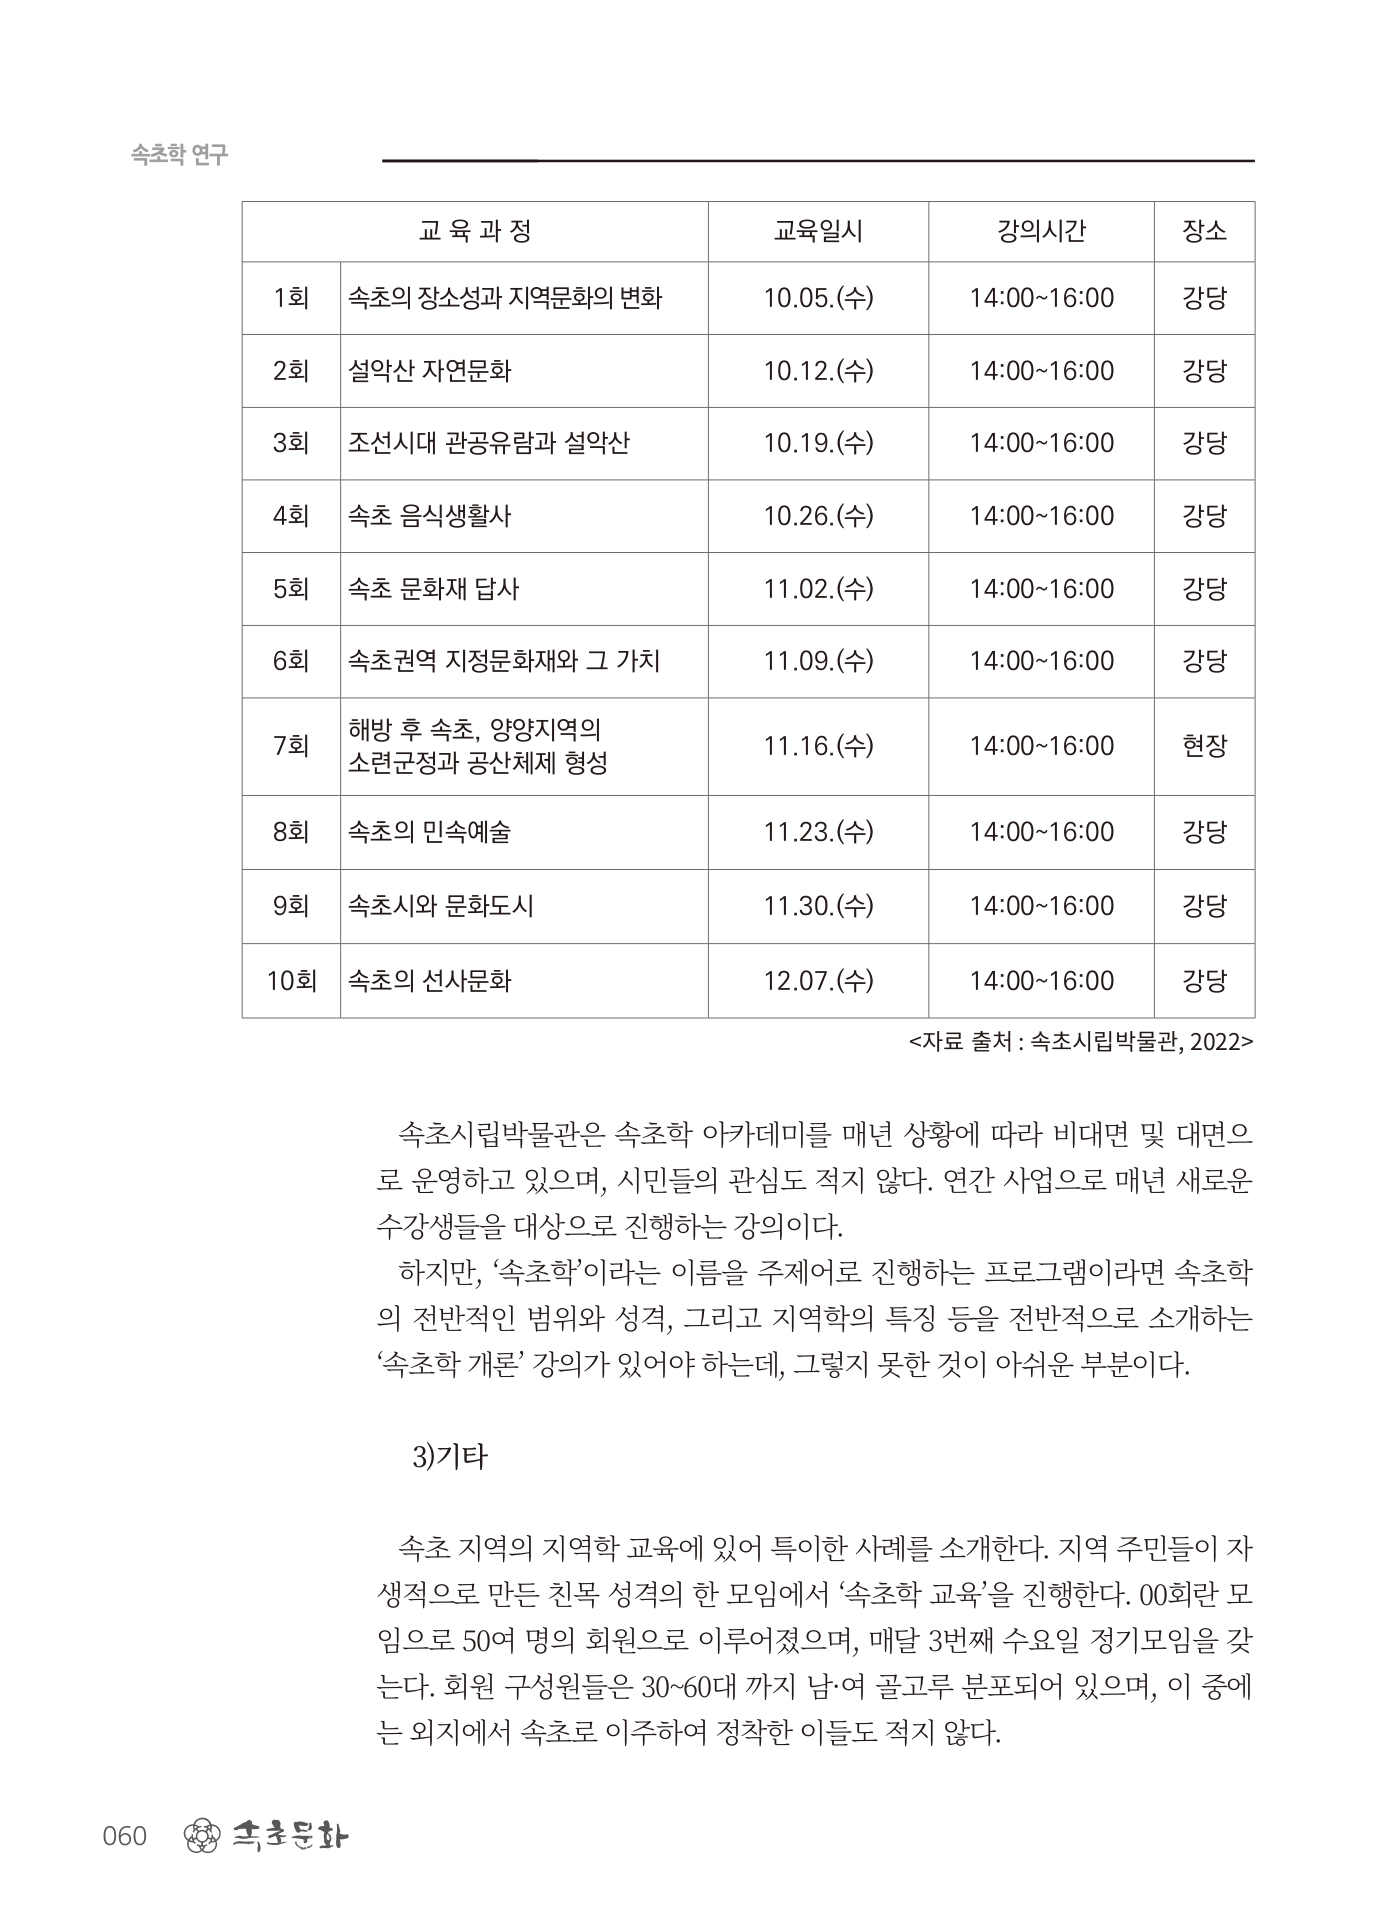 속초학 연구
교 육 과 정 교육일시 강의시간 장소
1회 속초의 장소성과 지역문화의 변화 10.05.(수) 14:00~16:00 강당
2회 설악산 자연문화 10.12.(수) 14:00~16:00 강당
3회 조선시대 관공유람과 설악산 10.19.(수) 14:00~16:00 강당
4회 속초 음식생활사 10.26.(수) 14:00~16:00 강당
5회 속초 문화재 답사 11.02.(수) 14:00~16:00 강당
6회 속초권역 지정문화재와 그 가치 11.09.(수) 14:00~16:00 강당
7회 해방 후 속초, 양양지역의
소련군정과 공산체제 형성 11.16.(수) 14:00~16:00 현장
8회 속초의 민속예술 11.23.(수) 14:00~16:00 강당
9회 속초시와 문화도시 11.30.(수) 14:00~16:00 강당
10회 속초의 선사문화 12.07.(수) 14:00~16:00 강당
<자료 출처 : 속초시립박물관, 2022>
속초시립박물관은 속초학 아카데미를 매년 상황에 따라 비대면 및 대면으
로 운영하고 있으며, 시민들의 관심도 적지 않다. 연간 사업으로 매년 새로운
수강생들을 대상으로 진행하는 강의이다.
하지만, ‘속초학’이라는 이름을 주제어로 진행하는 프로그램이라면 속초학
의 전반적인 범위와 성격, 그리고 지역학의 특징 등을 전반적으로 소개하는
‘속초학 개론’ 강의가 있어야 하는데, 그렇지 못한 것이 아쉬운 부분이다.
3)기타
속초 지역의 지역학 교육에 있어 특이한 사례를 소개한다. 지역 주민들이 자
생적으로 만든 친목 성격의 한 모임에서 ‘속초학 교육’을 진행한다. 00회란 모
임으로 50여 명의 회원으로 이루어졌으며, 매달 3번째 수요일 정기모임을 갖
는다. 회원 구성원들은 30~60대 까지 남·여 골고루 분포되어 있으며, 이 중에
는 외지에서 속초로 이주하여 정착한 이들도 적지 않다.
060 속초문화